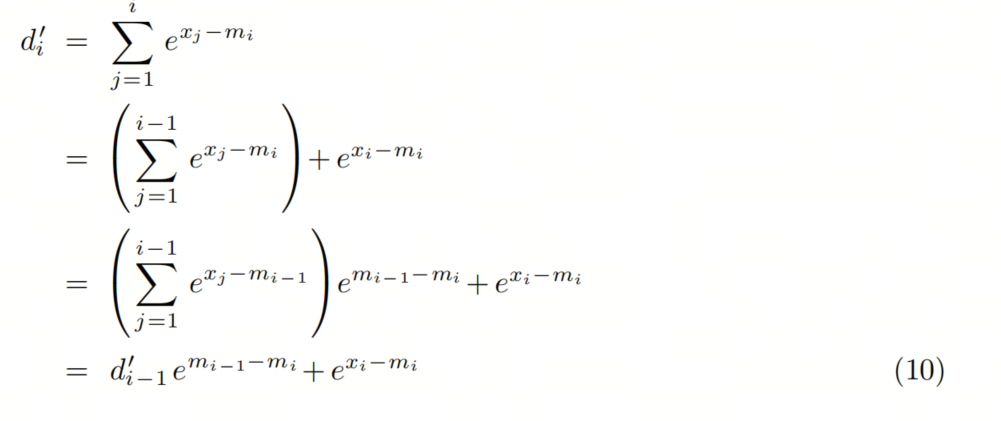 $d'_i = \sum_{j=1}^{i} e^{x_j - m_i}$
$= \left( \sum_{j=1}^{i-1} e^{x_j - m_i} \right) + e^{x_i - m_i}$
$= \left( \sum_{j=1}^{i-1} e^{x_j - m_{i-1}} \right) e^{m_{i-1} - m_i} + e^{x_i - m_i}$
$= d'_{i-1} e^{m_{i-1} - m_i} + e^{x_i - m_i}$ (10)